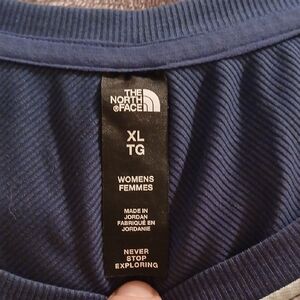 THE
NORTH
FACE
XL
TG
WOMENS
FEMMES
MADE IN
JORDAN
FABRIQUÉ EN
JORDANIE
NEVER
STOP
EXPLORING